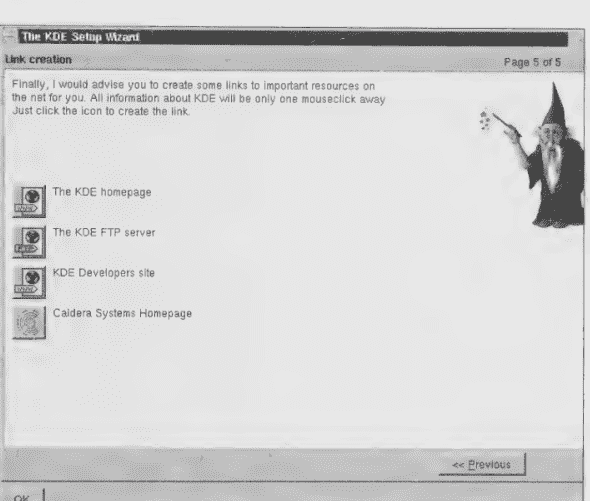 The KDE Setup Wizard
Link creation
Page 5 of 5
Finally, I would advise you to create some links to important resources on
the net for you. All information about KDE will be only one mouseclick away
Just click the icon to create the link.
The KDE homepage
WWW
The KDE FTP server
FTP
KDE Developers site
WWW
Caldera Systems Homepage
<< Previous
OK